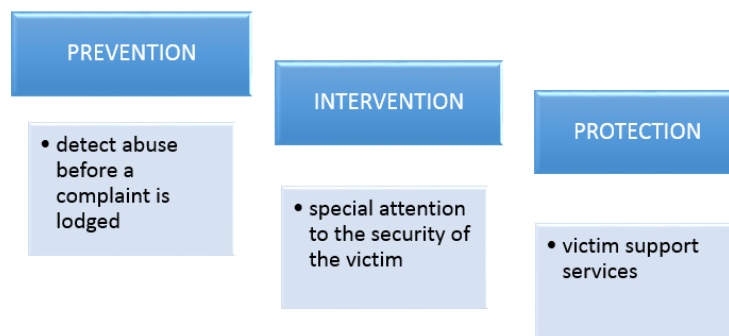 PREVENTION
• detect abuse
before a
complaint is
lodged
INTERVENTION
• special attention
to the security of
the victim
PROTECTION
• victim support
services